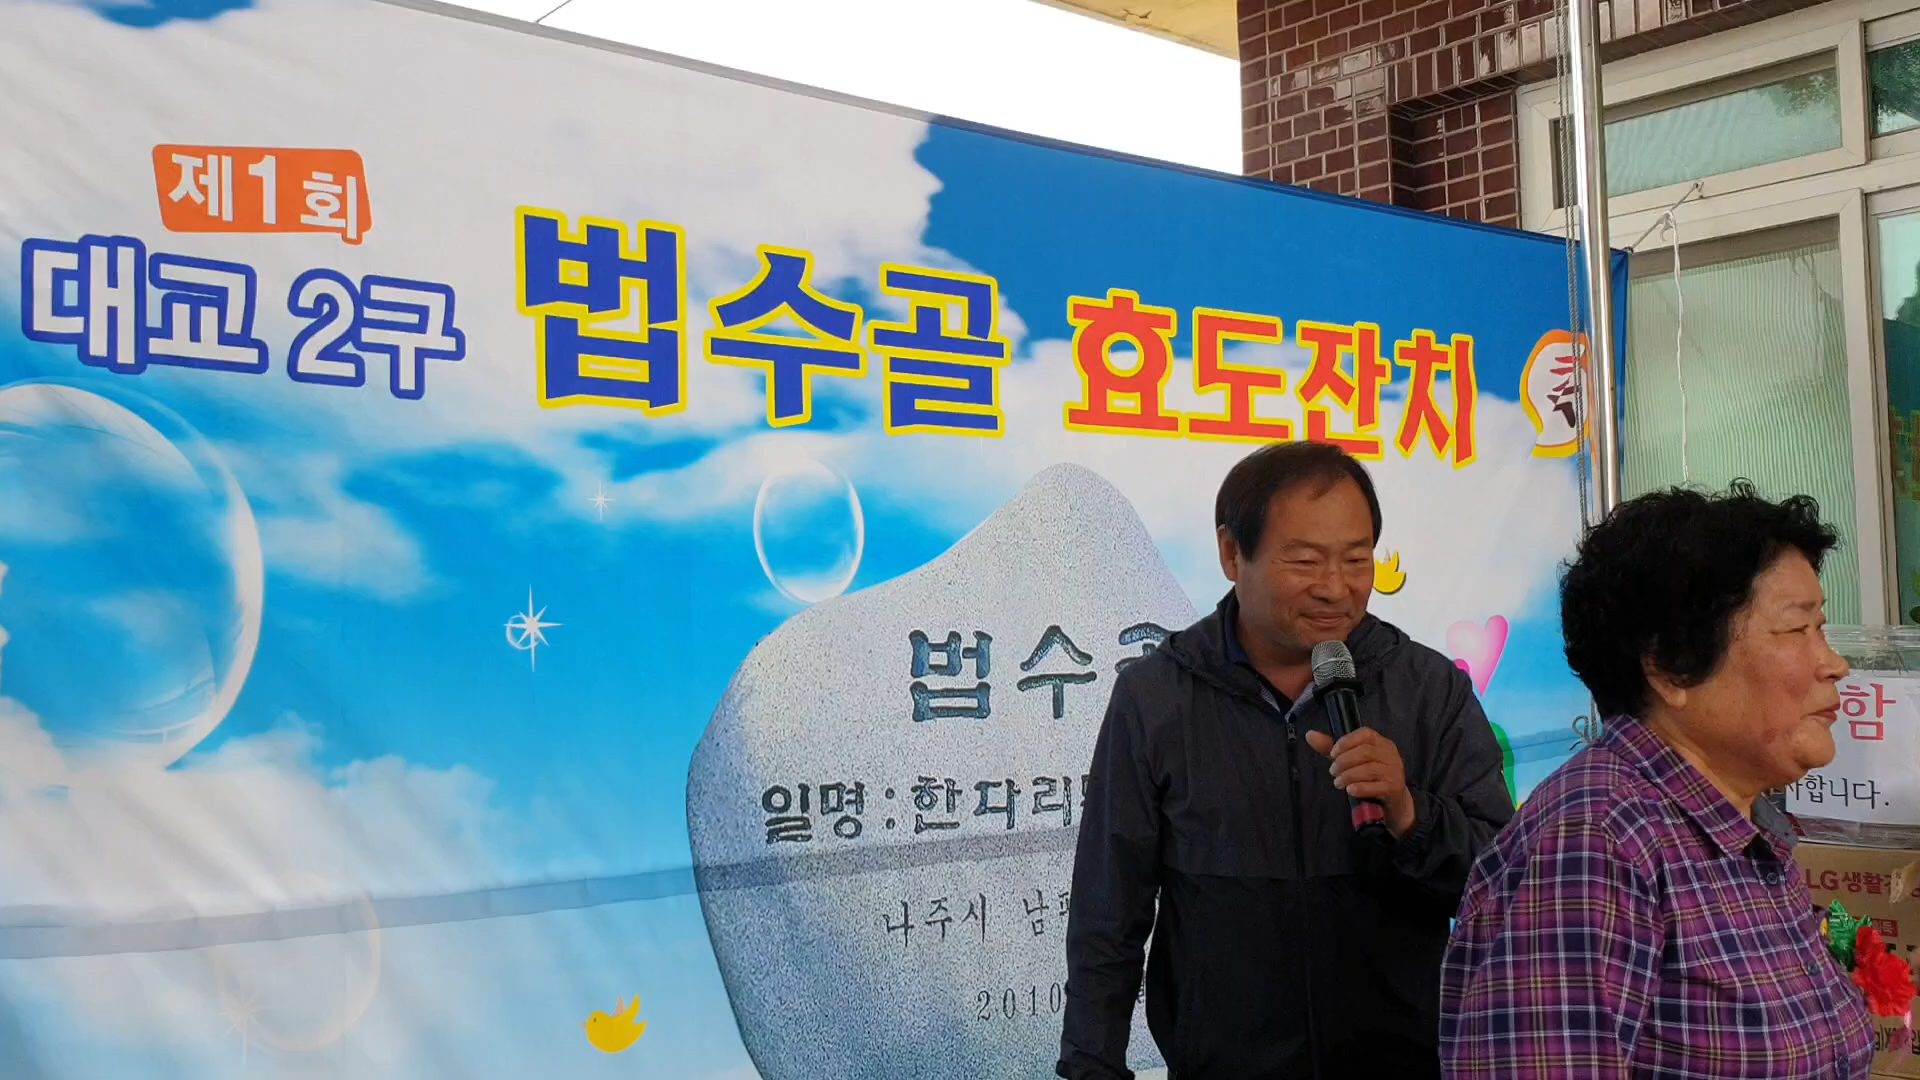 제1회
대교 2구 법수골 효도잔치 축
법수
일명:한다리
나주시 남
2010
함
합니다.
LG생활